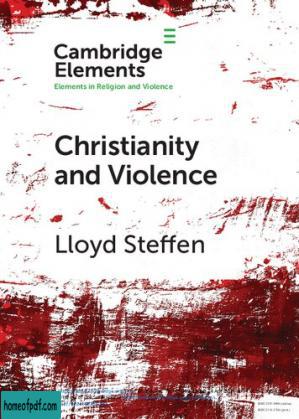 Cambridge
Elements
Elements in Religion and Violence
Christianity
and Violence
Lloyd Steffen
homeofpdf.com